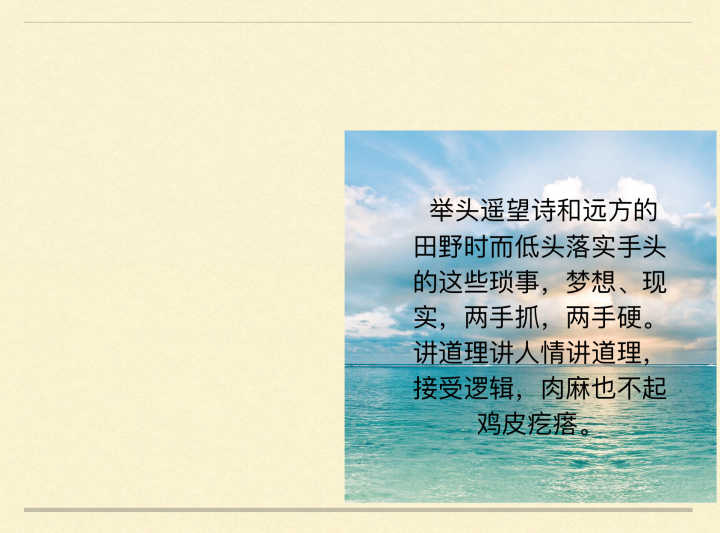 举头遥望诗和远方的
田野时而低头落实手头
的这些琐事，梦想、现
实，两手抓，两手硬。
讲道理讲人情讲道理，
接受逻辑，肉麻也不起
鸡皮疙瘩。